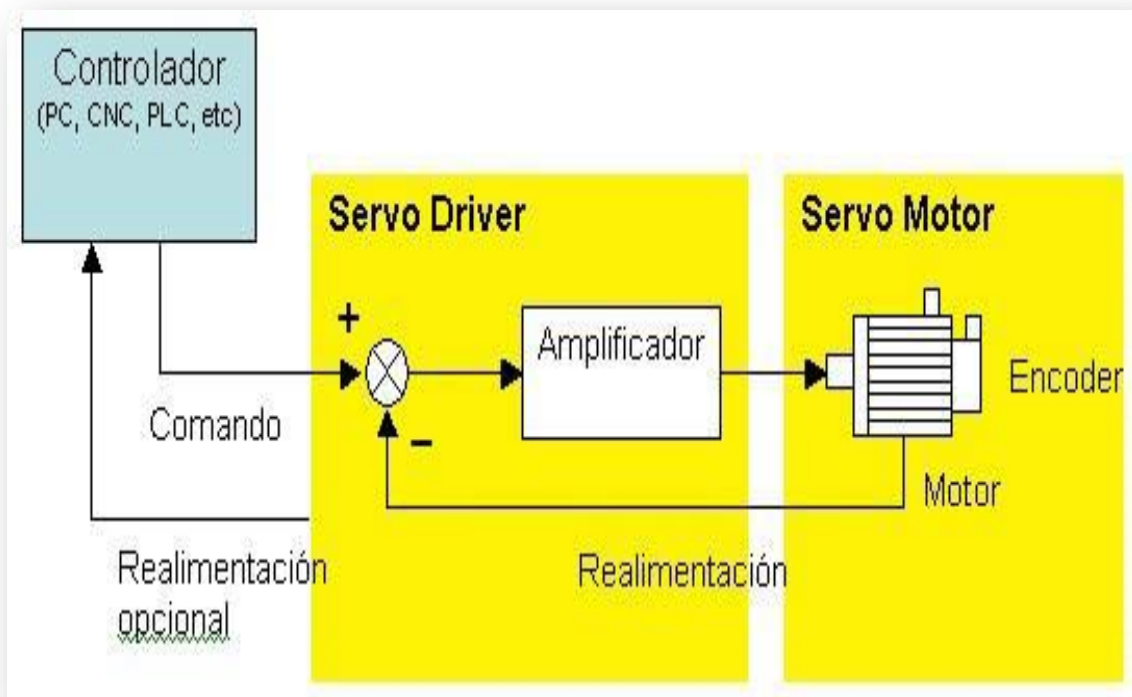 Controlador
(PC, CNC, PLC, etc)
Servo Driver
Servo Motor
+
Amplificador
Encoder
Comando
−
Motor
Realimentación
opcional
Realimentación